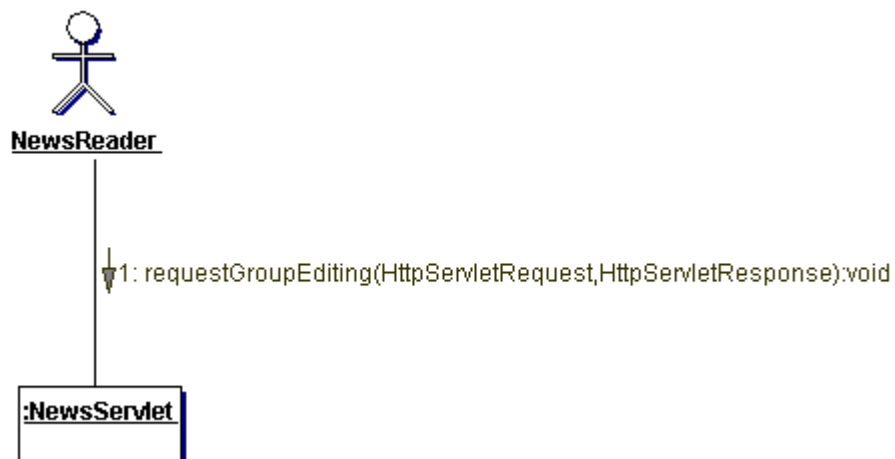 NewsReader
1: requestGroupEditing(HttpServletRequest,HttpServletResponse):void
:NewsServlet